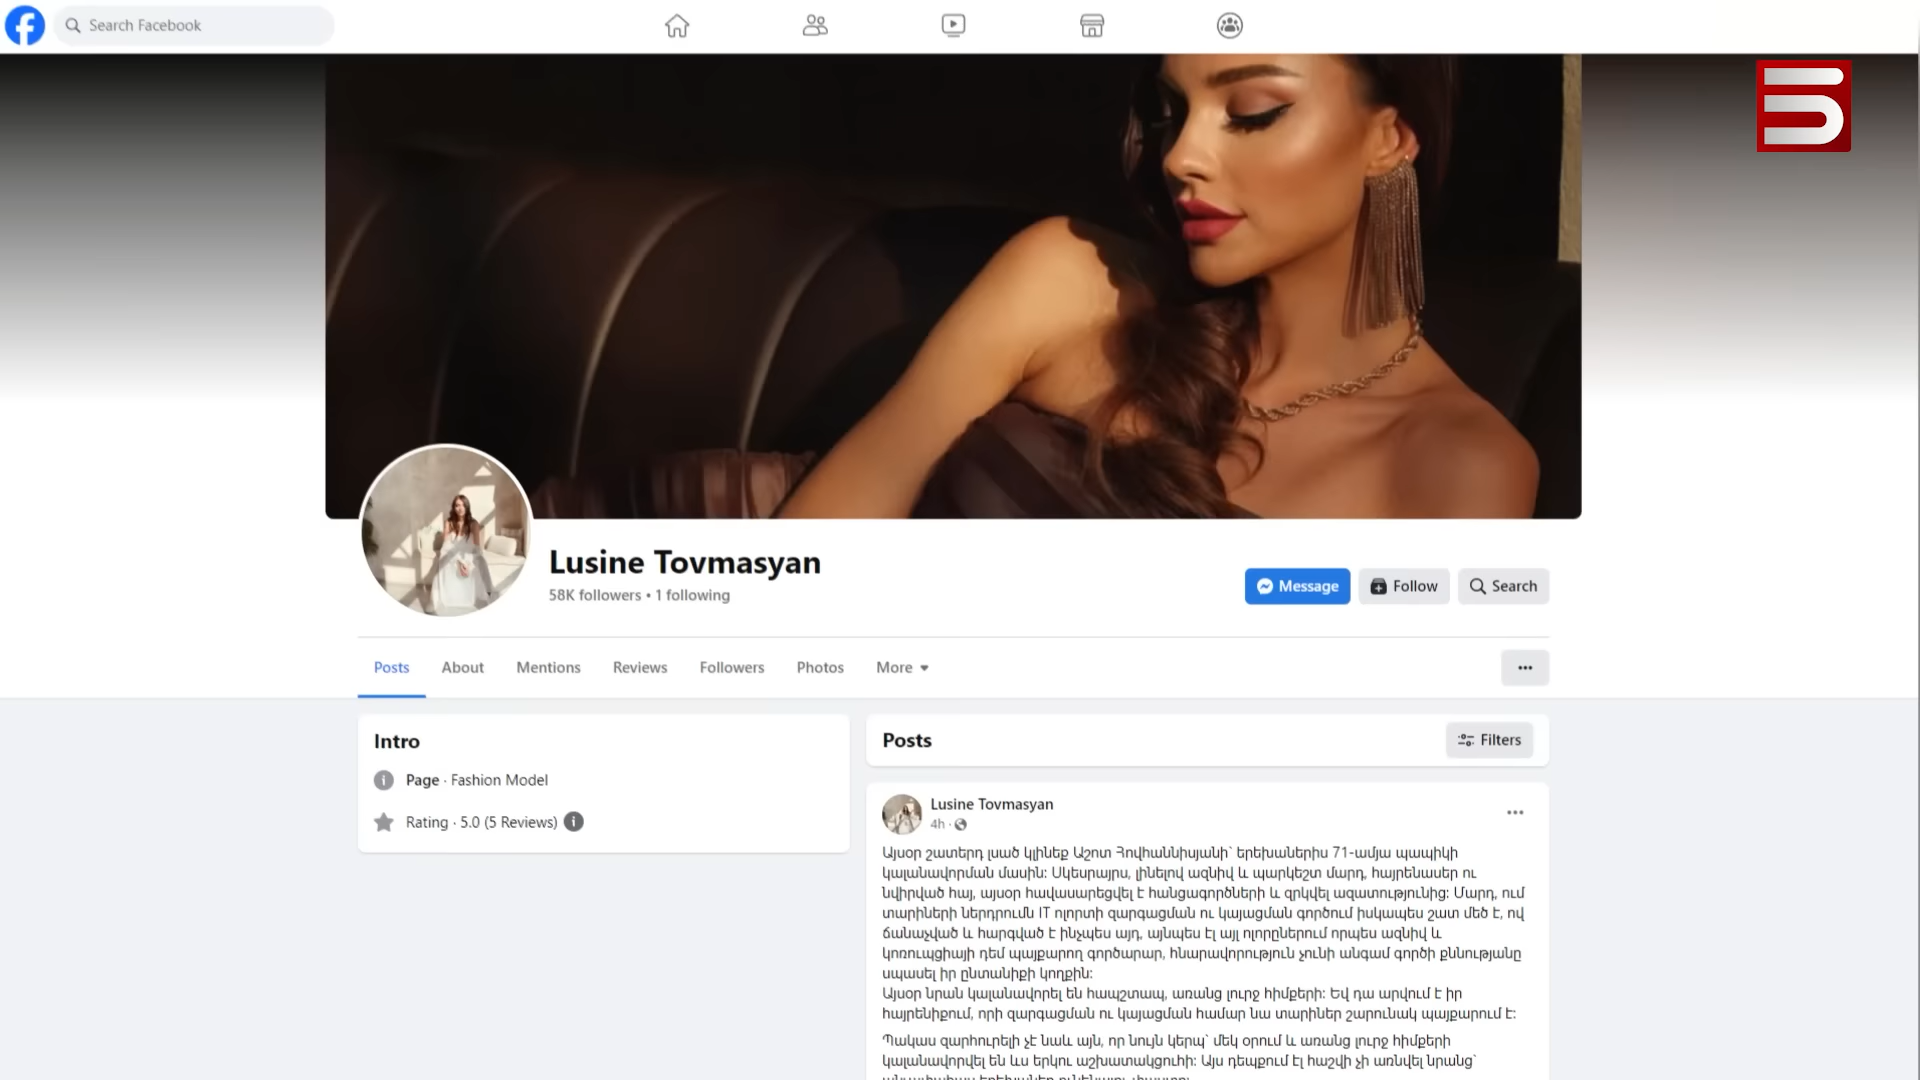 Search Facebook
Lusine Tovmasyan
58K followers • 1 following
Message
Follow
Search
Posts
About
Mentions
Reviews
Followers
Photos
More
Intro
Page · Fashion Model
Rating · 5.0 (5 Reviews)
Posts
Filters
Lusine Tovmasyan
4h ·
Այսօր շատերդ լսած կլինեք Աշոտ Հովհաննիսյանի՝ երեխաներիս 71-ամյա պապիկի
կալանավորման մասին: Սկեսրայրս, լինելով ազնիվ և պարկեշտ մարդ, հայրենասեր ու
նվիրված հայ, այսօր հավասարեցվել է հանցագործների և զրկվել ազատությունից: Մարդ, ում
տարիների ներդրումն IT ոլորտի զարգացման ու կայացման գործում իսկապես շատ մեծ է, ով
ճանաչված և հարգված է ինչպես այդ, այնպես էլ այլ ոլորըներում որպես ազնիվ և
կոռուպցիայի դեմ պայքարող գործարար, հնարավորություն չունի անգամ գործի քննությանը
սպասել իր ընտանիքի կողքին:
Այսօր նրան կալանավորել են հապշտապ, առանց լուրջ հիմքերի: Եվ դա արվում է իր
հայրենիքում, որի զարգացման ու կայացման համար նա տարիներ շարունակ պայքարում է:
Պակաս զարհուրելի չէ նաև այն, որ նույն կերպ՝ մեկ օրում և առանց լուրջ հիմքերի
կալանավորվել են ևս երկու աշխատակցուհի: Այս դեպքում էլ հաշվի չի առնվել նրանց՝